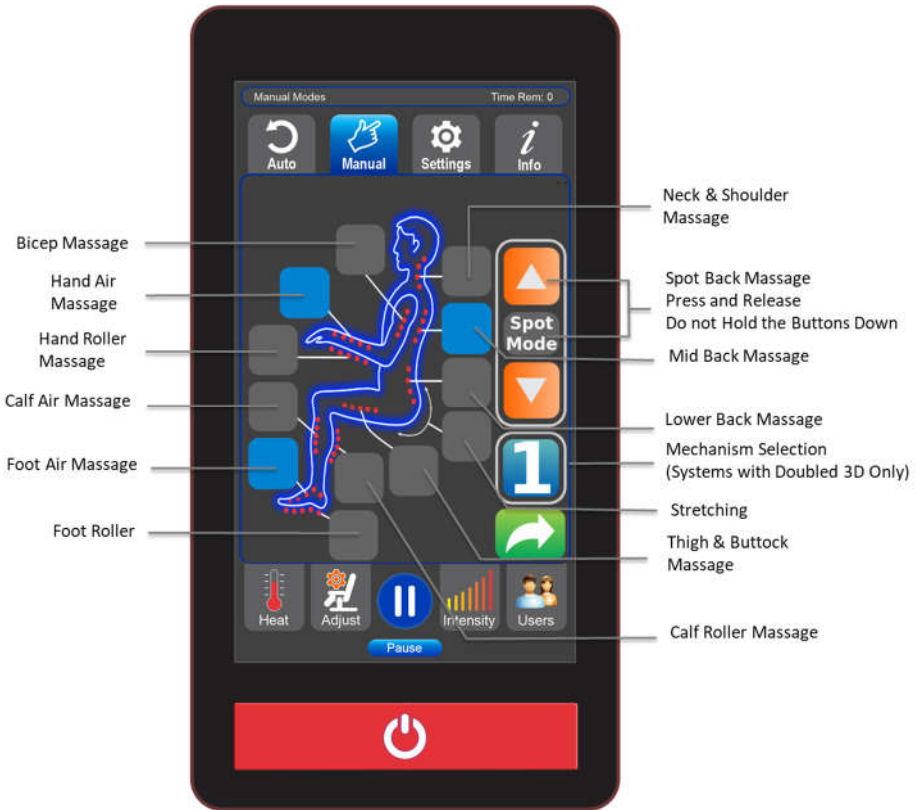 Manual Modes
Time Rem: 0
Auto
Manual
Settings
Info
Bicep Massage
Hand Air
Massage
Hand Roller
Massage
Calf Air Massage
Foot Air Massage
Foot Roller
Neck & Shoulder
Massage
Spot Back Massage
Press and Release
Do not Hold the Buttons Down
Mid Back Massage
Lower Back Massage
Mechanism Selection
(Systems with Doubled 3D Only)
Stretching
Thigh & Buttock
Massage
Calf Roller Massage
Spot
Mode
1
Heat
Adjust
Intensity
Users
Pause